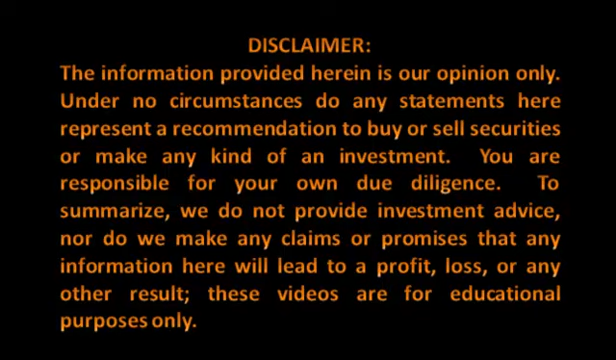 DISCLAIMER:
The information provided herein is our opinion only.
Under no circumstances do any statements here
represent a recommendation to buy or sell securities
or make any kind of an investment. You are
responsible for your own due diligence. To
summarize, we do not provide investment advice,
nor do we make any claims or promises that any
information here will lead to a profit, loss, or any
other result; these videos are for educational
purposes only.